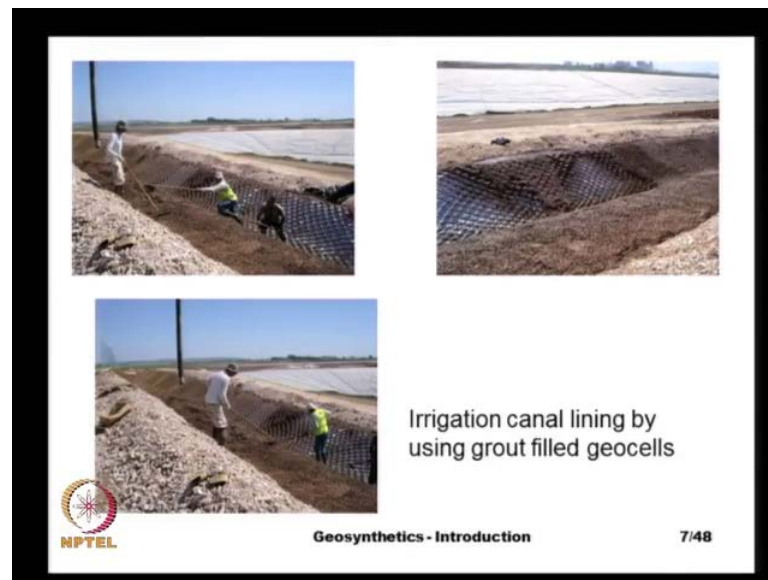 Irrigation canal lining by
using grout filled geocells
NPTEL
Geosynthetics - Introduction
7/48